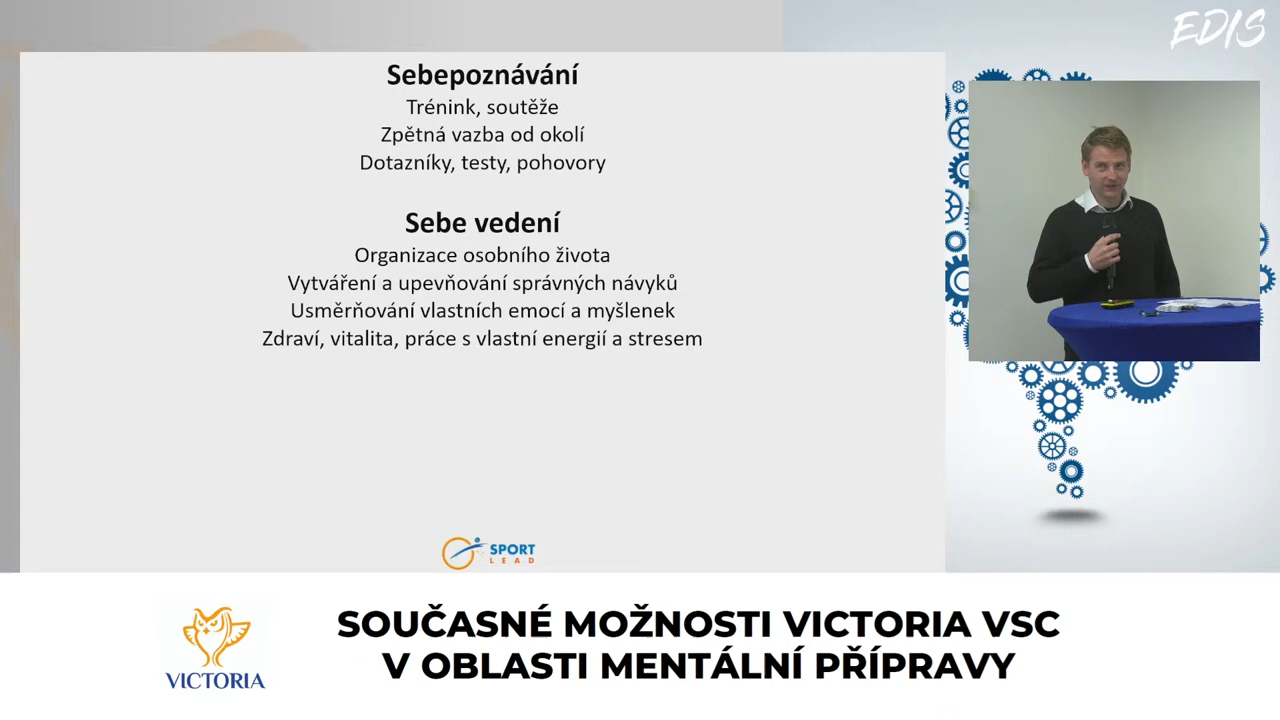 EDIS
Sebepoznávání
Trénink, soutěže
Zpětná vazba od okolí
Dotazníky, testy, pohovory
Sebe vedení
Organizace osobního života
Vytváření a upevňování správných návyků
Usměrňování vlastních emocí a myšlenek
Zdraví, vitalita, práce s vlastní energií a stresem
SPORT
LEAD
VICTORIA
SOUČASNÉ MOŽNOSTI VICTORIA VSC
V OBLASTI MENTÁLNÍ PŘÍPRAVY